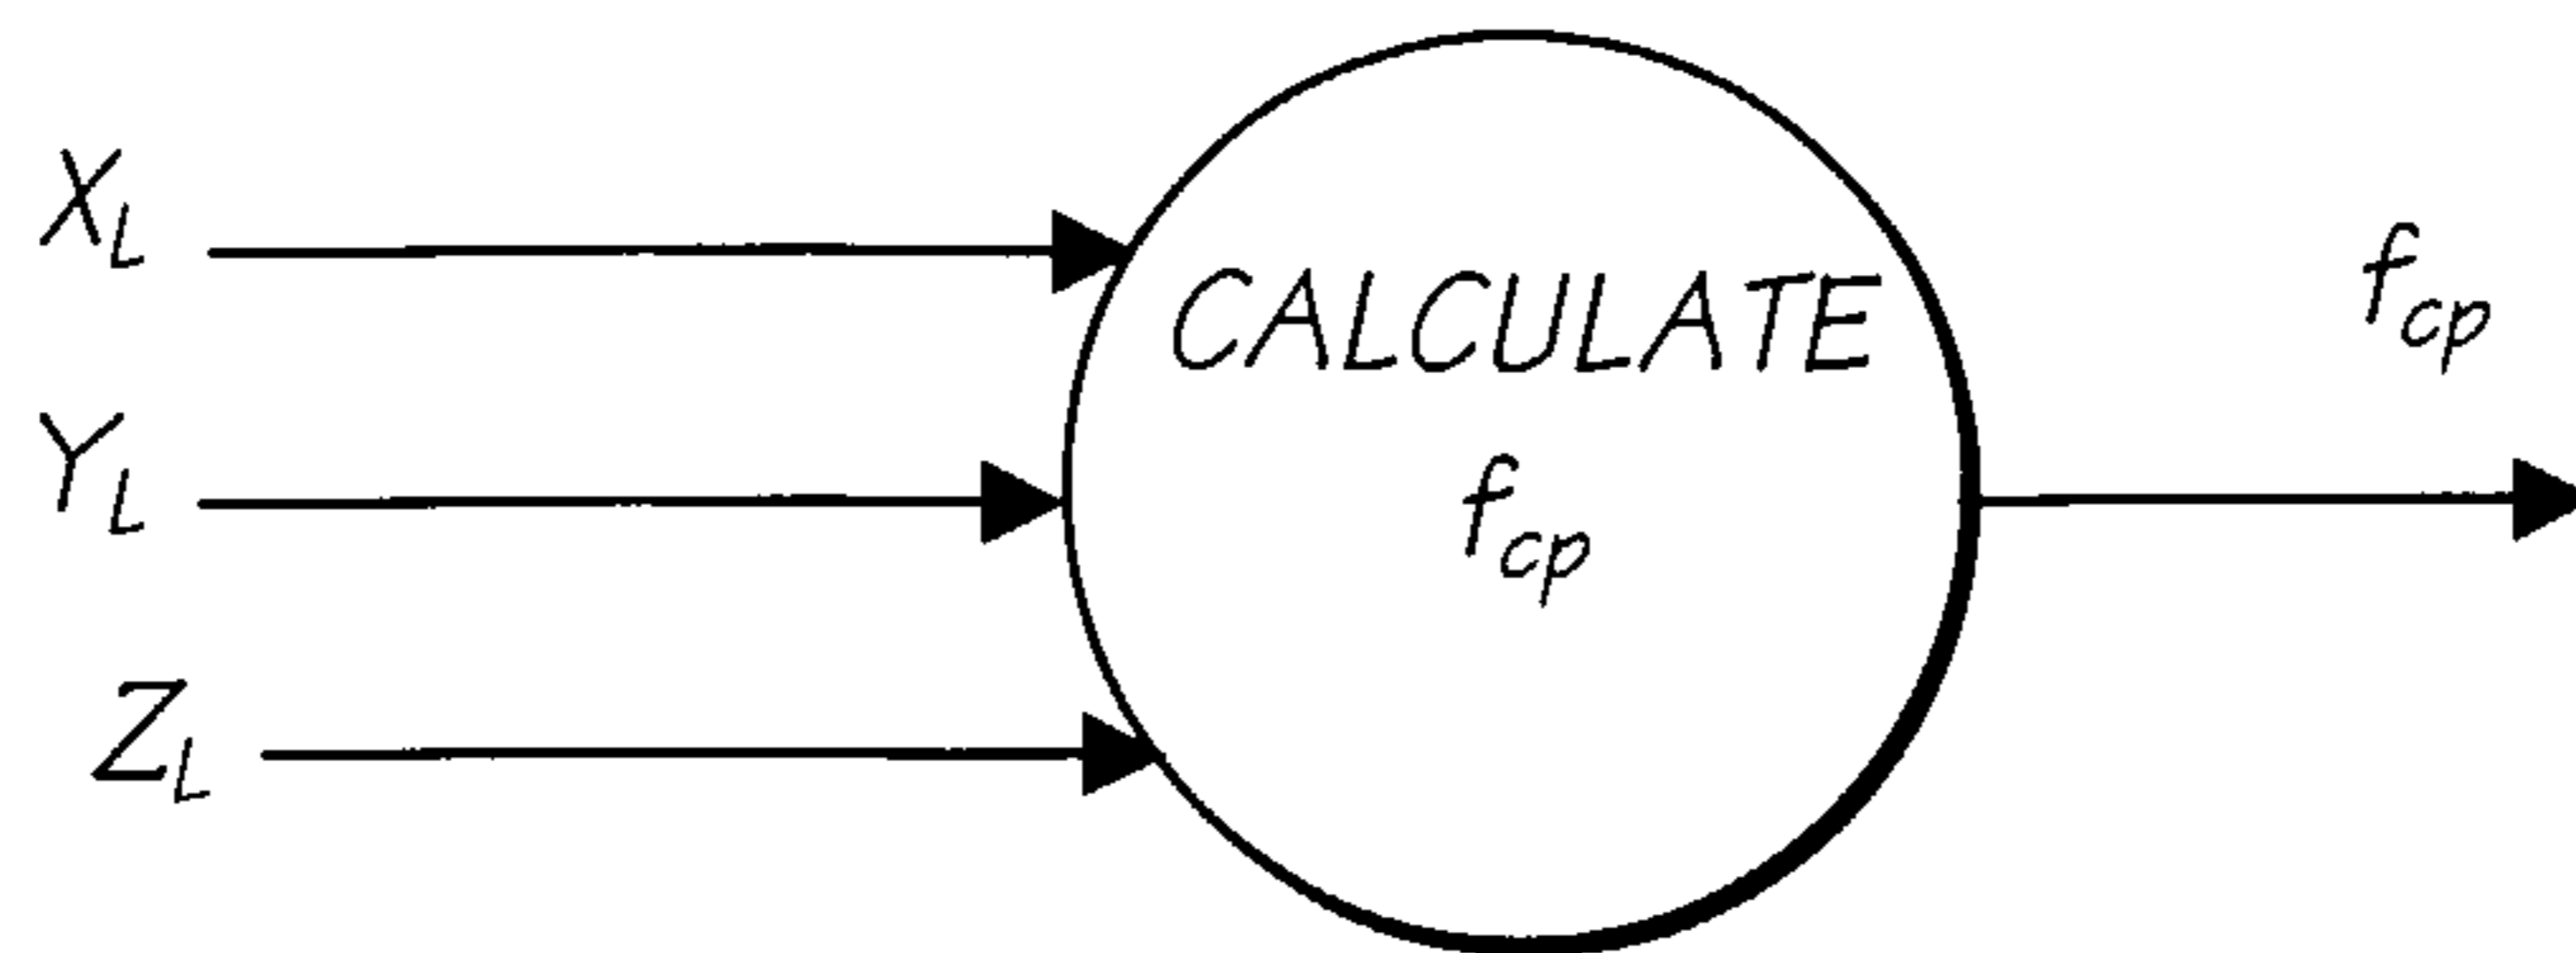 X_L
Y_L
Z_L
CALCULATE
f_cp
f_cp